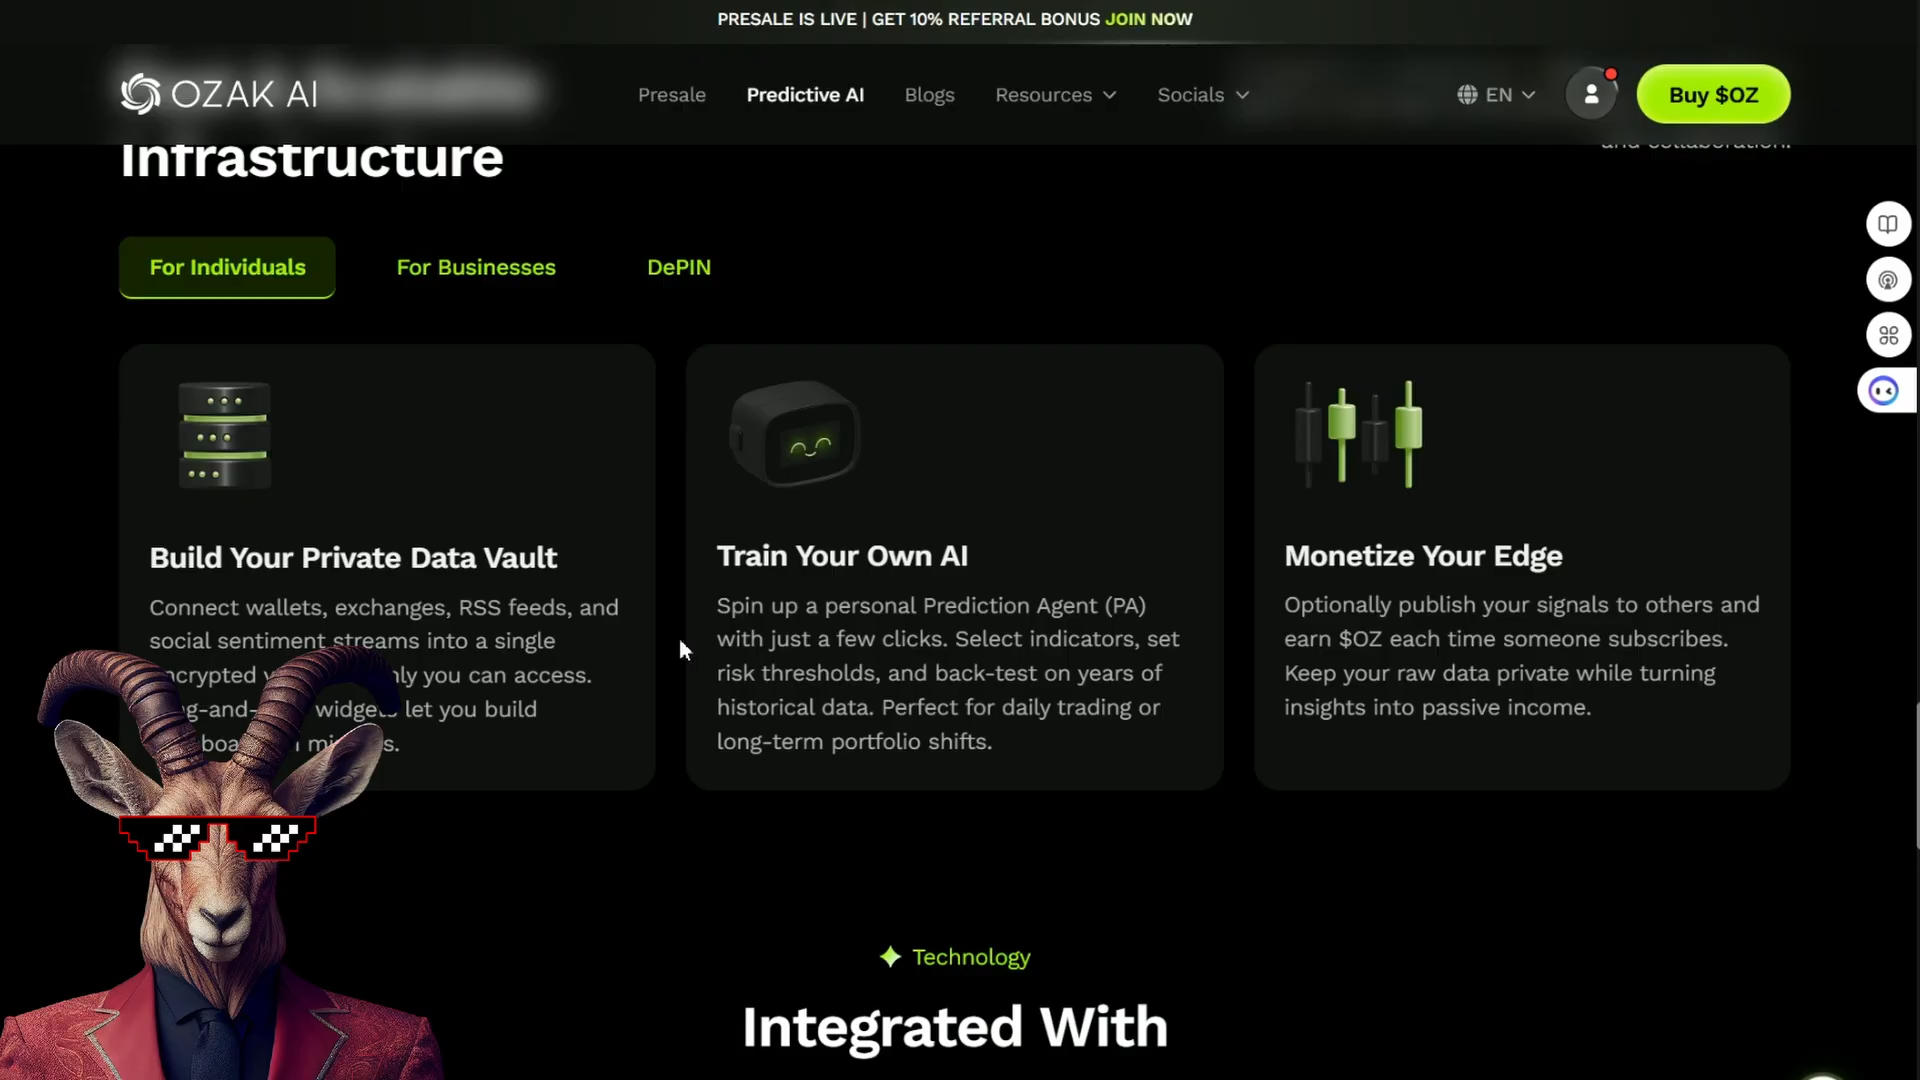 PRESALE IS LIVE | GET 10% REFERRAL BONUS JOIN NOW
OZAK AI
Presale
Predictive AI
Blogs
Resources
Socials
EN
Buy $OZ
Infrastructure
and collaboration.
For Individuals
For Businesses
DePIN
Build Your Private Data Vault
Connect wallets, exchanges, RSS feeds, and
social sentiment streams into a single
you can access.
let you build
Train Your Own AI
Spin up a personal Prediction Agent (PA)
with just a few clicks. Select indicators, set
risk thresholds, and back-test on years of
historical data. Perfect for daily trading or
long-term portfolio shifts.
Monetize Your Edge
Optionally publish your signals to others and
earn $OZ each time someone subscribes.
Keep your raw data private while turning
insights into passive income.
Technology
Integrated With